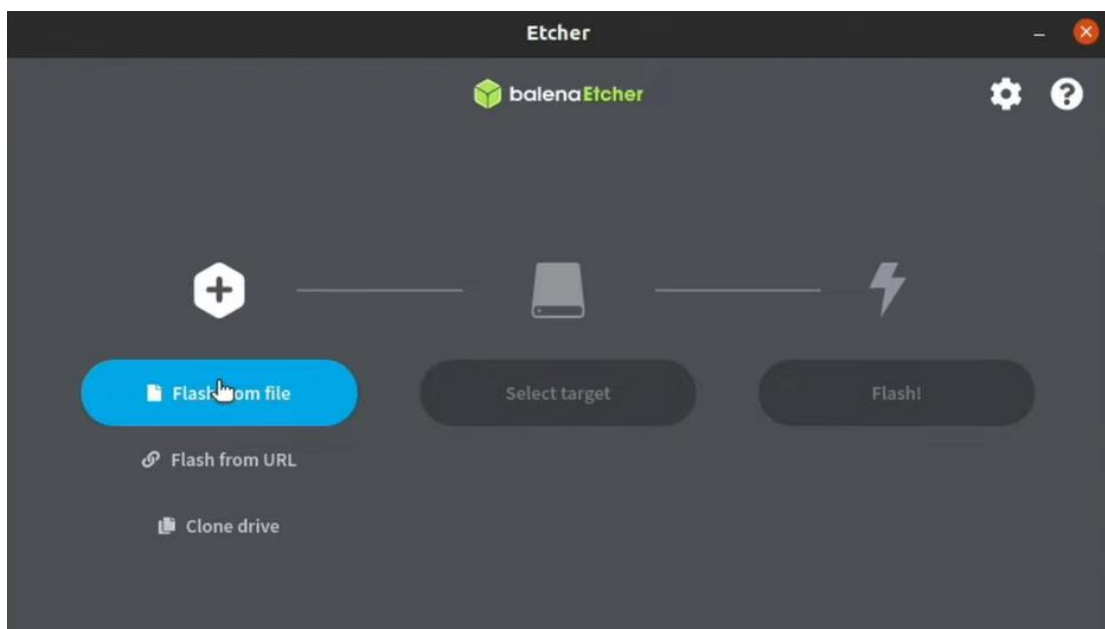 Etcher
balenaEtcher
Flash from file
Select target
Flash!
Flash from URL
Clone drive